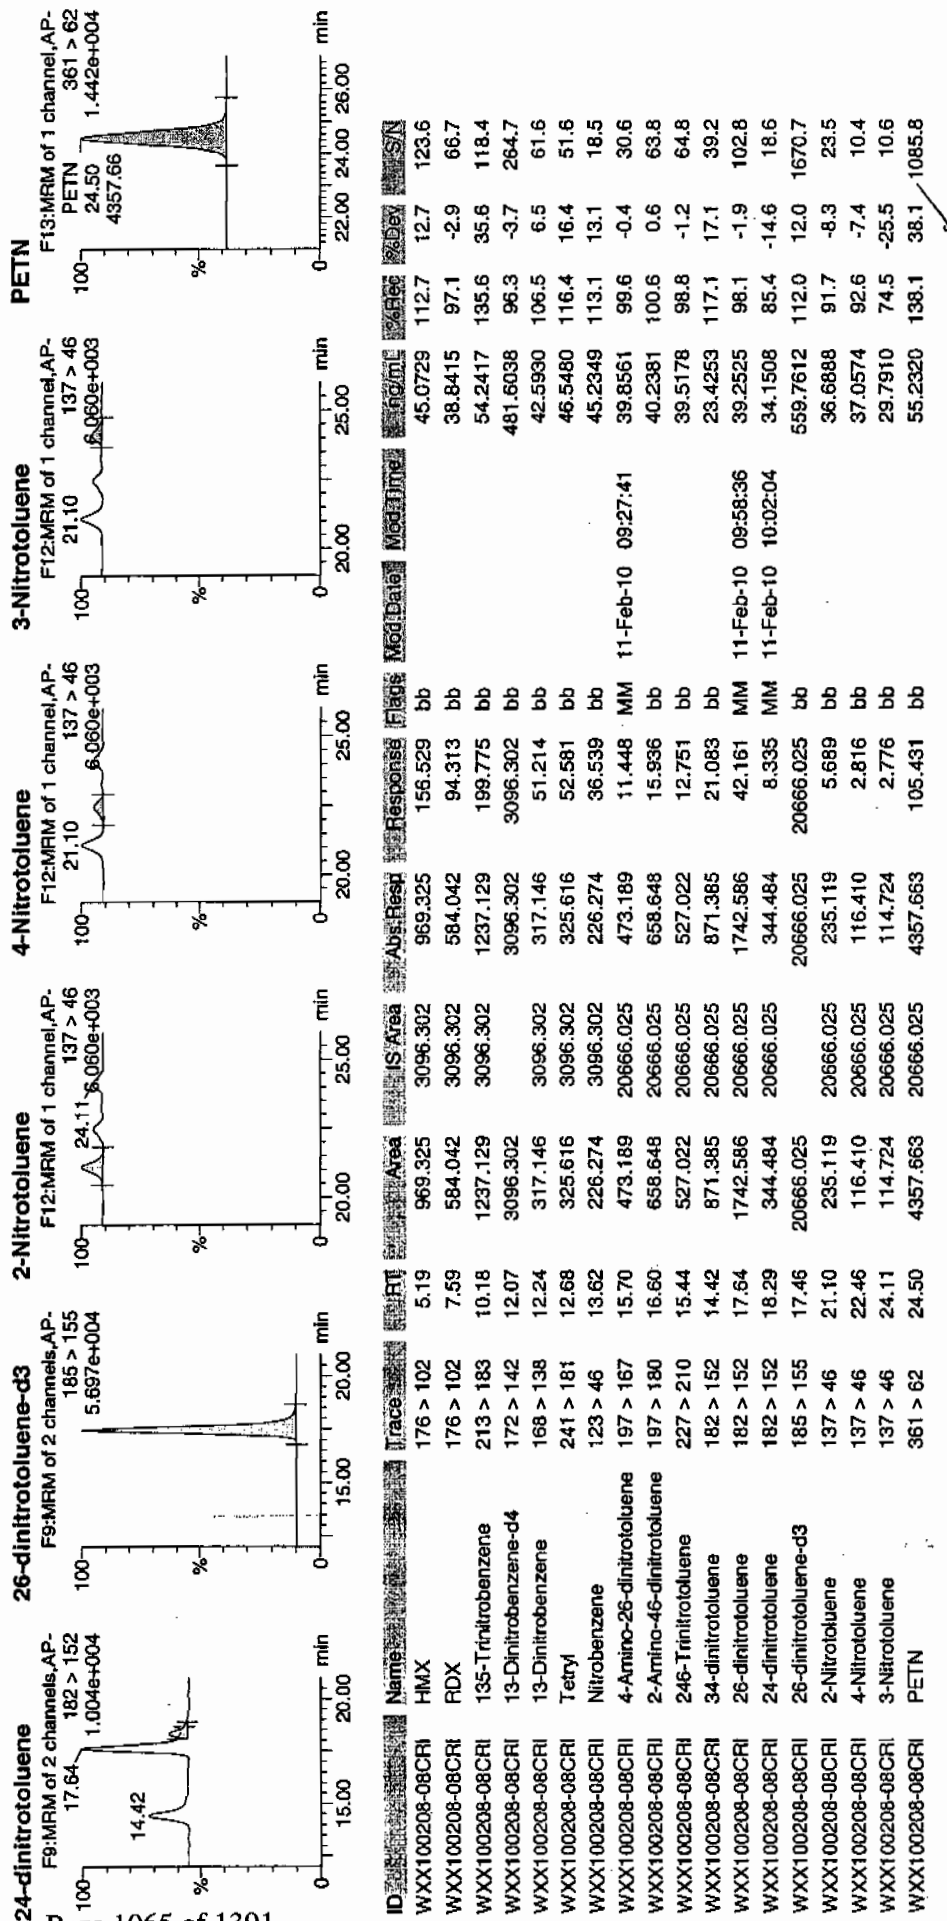 24-dinitrotoluene
F9:MRM of 2 channels,AP-
182 > 152
1.004e+004
17.64
14.42
100
%
0
15.00 20.00 min
26-dinitrotoluene-d3
F9:MRM of 2 channels,AP-
185 > 155
5.697e+004
100
%
0
15.00 20.00 min
2-Nitrotoluene
F12:MRM of 1 channel,AP-
137 > 46
6.060e+003
24.11
100
%
0
20.00 25.00 min
4-Nitrotoluene
F12:MRM of 1 channel,AP-
137 > 46
6.060e+003
21.10
100
%
0
20.00 25.00 min
3-Nitrotoluene
F12:MRM of 1 channel,AP-
137 > 46
6.060e+003
21.10
100
%
0
20.00 25.00 min
PETN
F13:MRM of 1 channel,AP-
361 > 62
1.442e+004
PETN
24.50
4357.66
100
%
0
22.00 24.00 26.00 min
ID Name Trace RT Area IS Area Abs.Resp Response Flags Mod.Date Mod.Time ng/mL %Rec %Dev S/N
WXX100208-08CRI HMX 176 > 102 5.19 969.325 3096.302 969.325 156.529 bb 45.0729 112.7 12.7 123.6
WXX100208-08CRI RDX 176 > 102 7.59 584.042 3096.302 584.042 94.313 bb 38.8415 97.1 -2.9 66.7
WXX100208-08CRI 135-Trinitrobenzene 213 > 183 10.18 1237.129 3096.302 1237.129 199.775 bb 54.2417 135.6 35.6 118.4
WXX100208-08CRI 13-Dinitrobenzene-d4 172 > 142 12.07 3096.302 3096.302 3096.302 bb 481.6038 96.3 -3.7 264.7
WXX100208-08CRI 13-Dinitrobenzene 168 > 138 12.24 317.146 3096.302 317.146 51.214 bb 42.5930 106.5 6.5 61.6
WXX100208-08CRI Tetryl 241 > 181 12.68 325.616 3096.302 325.616 52.581 bb 46.5480 116.4 16.4 51.6
WXX100208-08CRI Nitrobenzene 123 > 46 13.62 226.274 3096.302 226.274 36.539 bb 45.2349 113.1 13.1 18.5
WXX100208-08CRI 4-Amino-26-dinitrotoluene 197 > 167 15.70 473.189 20666.025 473.189 11.448 MM 11-Feb-10 09:27:41 39.8561 99.6 -0.4 30.6
WXX100208-08CRI 2-Amino-46-dinitrotoluene 197 > 180 16.60 658.648 20666.025 658.648 15.936 bb 40.2381 100.6 0.6 63.8
WXX100208-08CRI 246-Trinitrotoluene 227 > 210 15.44 527.022 20666.025 527.022 12.751 bb 39.5178 98.8 -1.2 64.8
WXX100208-08CRI 34-dinitrotoluene 182 > 152 14.42 871.385 20666.025 871.385 21.083 bb 23.4253 117.1 17.1 39.2
WXX100208-08CRI 26-dinitrotoluene 182 > 152 17.64 1742.586 20666.025 1742.586 42.161 MM 11-Feb-10 09:58:36 39.2525 98.1 -1.9 102.8
WXX100208-08CRI 24-dinitrotoluene 182 > 152 18.29 344.484 20666.025 344.484 8.335 MM 11-Feb-10 10:02:04 34.1508 85.4 -14.6 18.6
WXX100208-08CRI 26-dinitrotoluene-d3 185 > 155 17.46 20666.025 20666.025 20666.025 bb 559.7612 112.0 12.0 1670.7
WXX100208-08CRI 2-Nitrotoluene 137 > 46 21.10 235.119 20666.025 235.119 5.689 bb 36.6688 91.7 -8.3 23.5
WXX100208-08CRI 4-Nitrotoluene 137 > 46 22.46 116.410 20666.025 116.410 2.816 bb 37.0574 92.6 -7.4 10.4
WXX100208-08CRI 3-Nitrotoluene 137 > 46 24.11 114.724 20666.025 114.724 2.776 bb 29.7910 74.5 -25.5 10.6
WXX100208-08CRI PETN 361 > 62 24.50 4357.663 20666.025 4357.663 105.431 bb 55.2320 138.1 38.1 1085.8
1065 of 1301